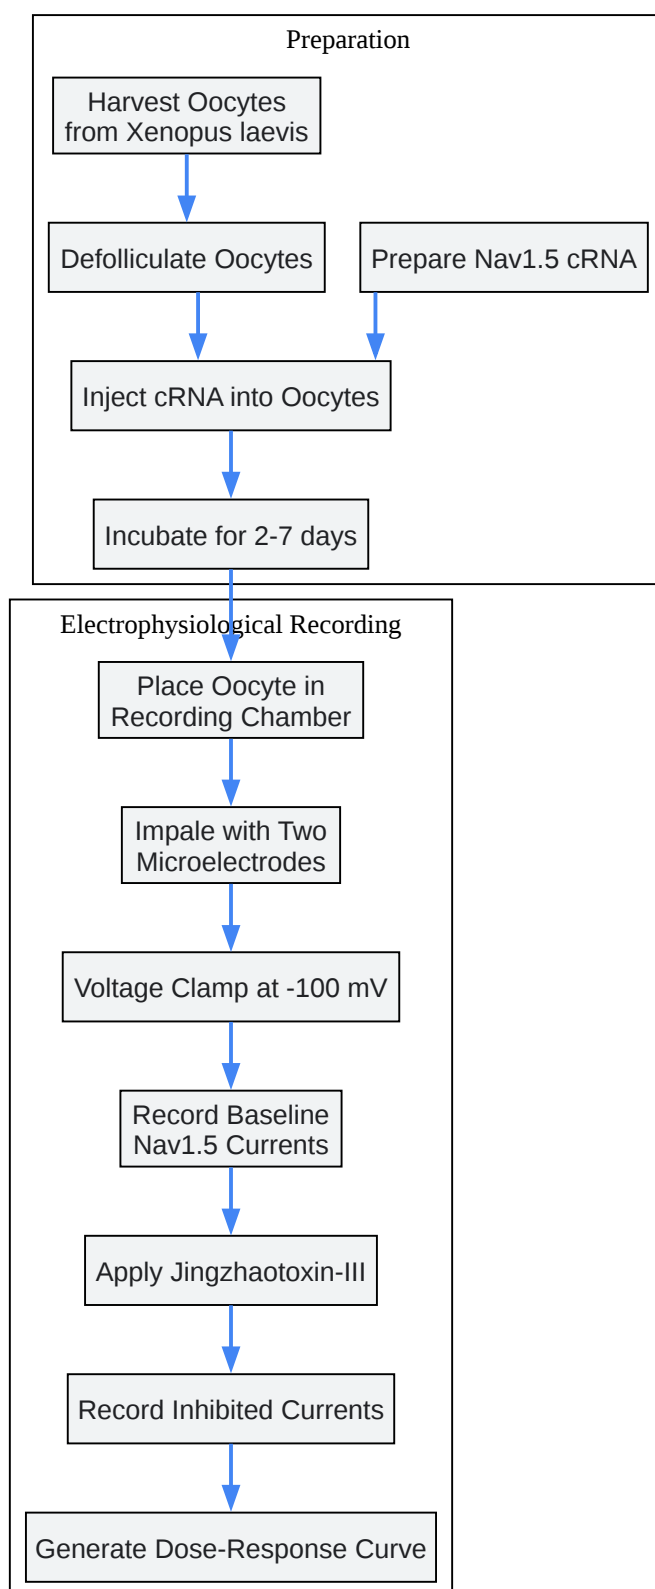 Preparation
Harvest Oocytes
from Xenopus laevis
Defolliculate Oocytes
Prepare Nav1.5 cRNA
Inject cRNA into Oocytes
Incubate for 2-7 days
Electrophysiological Recording
Place Oocyte in
Recording Chamber
Impale with Two
Microelectrodes
Voltage Clamp at -100 mV
Record Baseline
Nav1.5 Currents
Apply Jingzhaotoxin-III
Record Inhibited Currents
Generate Dose-Response Curve